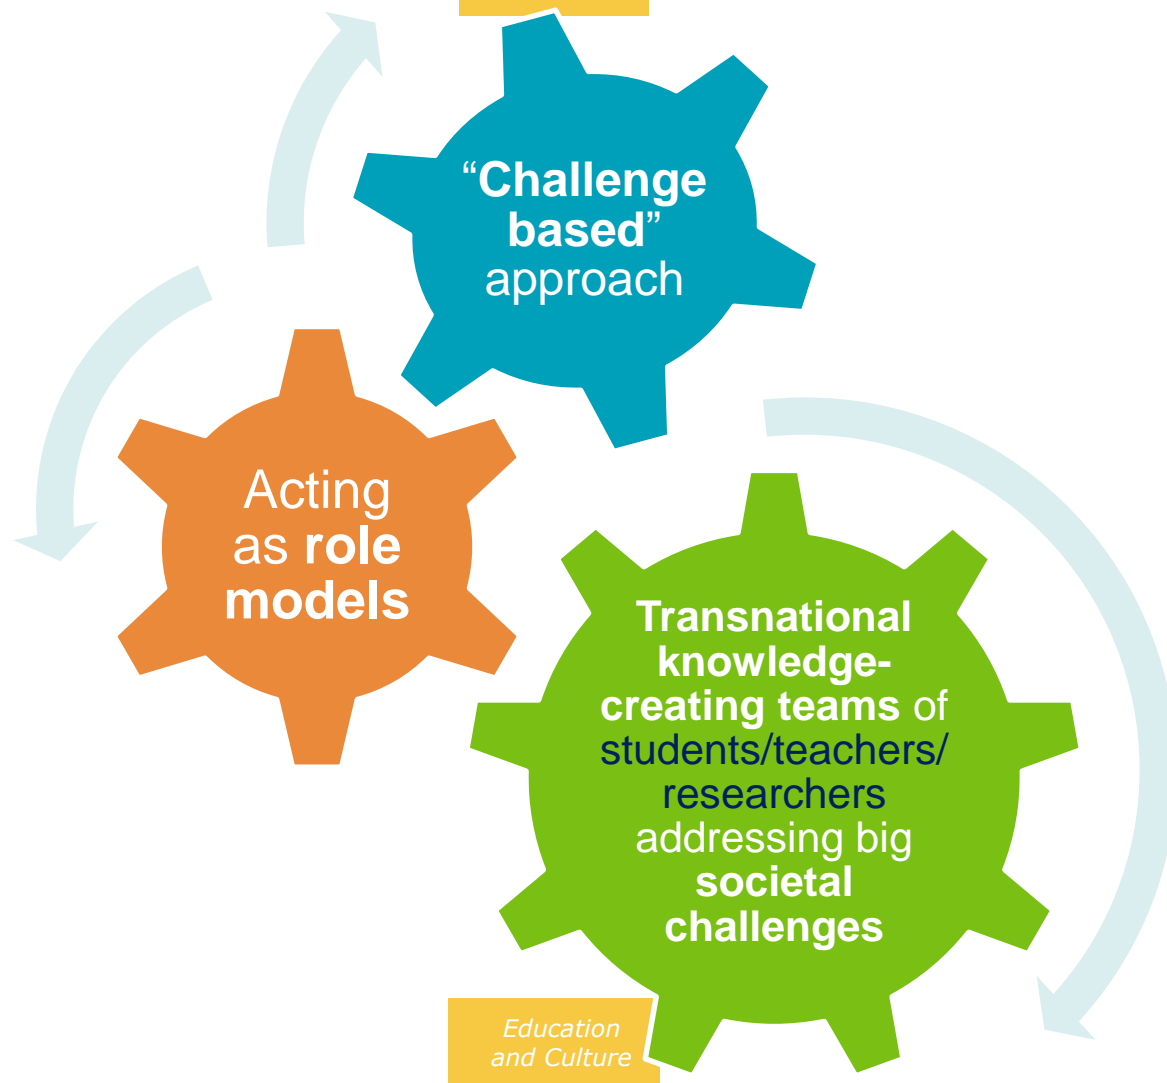 “Challenge
based”
approach
Acting
as role
models
Transnational
knowledge-
creating teams of
students/teachers/
researchers
addressing big
societal
challenges
Education
and Culture